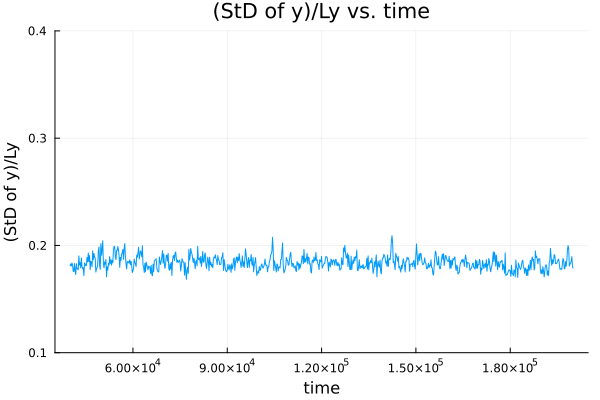 (StD of y)/Ly vs. time
0.4
0.3
(StD of y)/Ly
0.2
0.1
6.00×10⁴ 9.00×10⁴ 1.20×10⁵ 1.50×10⁵ 1.80×10⁵
time